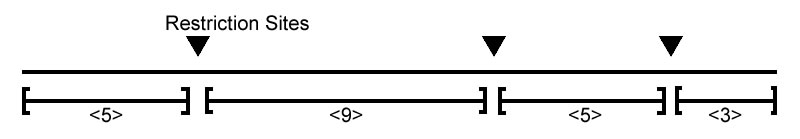 Restriction Sites
<5> <9> <5> <3>